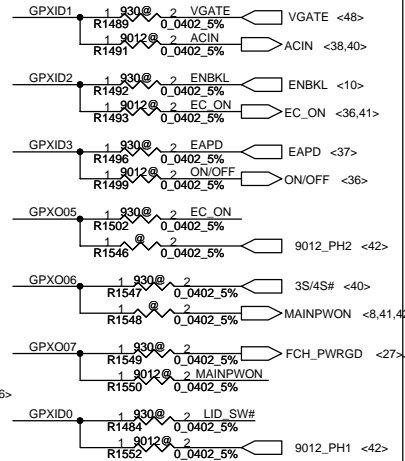 GPXID1 1 930@ 2 VGATE VGATE <48>
R1489 0_0402_5%
1 9012@ 2 ACIN ACIN <38,40>
R1491 0_0402_5%
GPXID2 1 930@ 2 ENBKL ENBKL <10>
R1492 0_0402_5%
1 9012@ 2 EC_ON EC_ON <36,41>
R1493 0_0402_5%
GPXID3 1 930@ 2 EAPD EAPD <37>
R1496 0_0402_5%
1 9012@ 2 ON/OFF ON/OFF <36>
R1499 0_0402_5%
GPXO05 1 930@ 2 EC_ON
R1502 0_0402_5%
1 @ 2 9012_PH2 <42>
R1546 0_0402_5%
GPXO06 1 930@ 2 3S/4S# <40>
R1547 0_0402_5%
1 @ 2 MAINPWON <8,41,42
R1548 0_0402_5%
GPXO07 1 930@ 2 FCH_PWRGD <27>
R1549 0_0402_5%
1 9012@ 2 MAINPWON
R1550 0_0402_5%
6>
GPXID0 1 930@ 2 LID_SW#
R1484 0_0402_5%
1 9012@ 2 9012_PH1 <42>
R1552 0_0402_5%